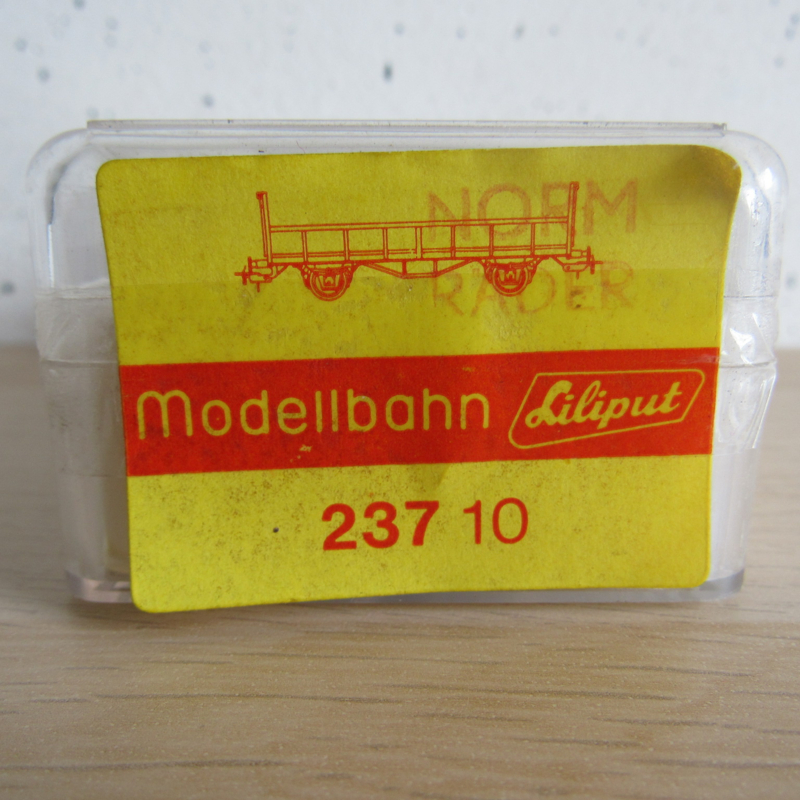 NORM
RÄDER
Modellbahn Liliput
237 10